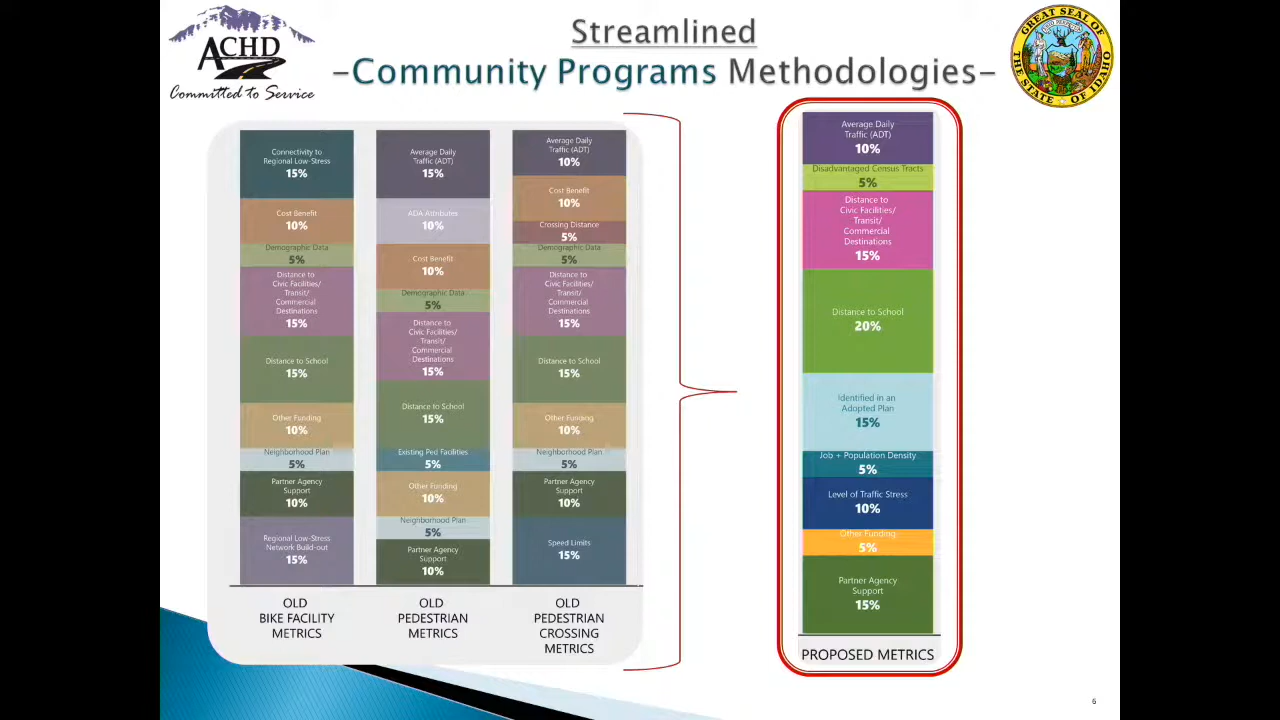 ACHD
Committed to Service
Streamlined
-Community Programs Methodologies-
GREAT SEAL OF
THE STATE OF IDAHO
Connectivity to
Regional Low-Stress
15%
Cost Benefit
10%
Demographic Data
5%
Distance to
Civic Facilities/
Transit/
Commercial
Destinations
15%
Distance to School
15%
Other Funding
10%
Neighborhood Plan
5%
Partner Agency
Support
10%
Regional Low-Stress
Network Build-out
15%
OLD
BIKE FACILITY
METRICS
Average Daily
Traffic (ADT)
15%
ADA Attributes
10%
Cost Benefit
10%
Demographic Data
5%
Distance to
Civic Facilities/
Transit/
Commercial
Destinations
15%
Distance to School
15%
Existing Ped Facilities
5%
Other Funding
10%
Neighborhood Plan
5%
Partner Agency
Support
10%
OLD
PEDESTRIAN
METRICS
Average Daily
Traffic (ADT)
10%
Cost Benefit
10%
Crossing Distance
5%
Demographic Data
5%
Distance to
Civic Facilities/
Transit/
Commercial
Destinations
15%
Distance to School
15%
Other Funding
10%
Neighborhood Plan
5%
Partner Agency
Support
10%
Speed Limits
15%
OLD
PEDESTRIAN
CROSSING
METRICS
Average Daily
Traffic (ADT)
10%
Disadvantaged Census Tracts
5%
Distance to
Civic Facilities/
Transit/
Commercial
Destinations
15%
Distance to School
20%
Identified in an
Adopted Plan
15%
Job + Population Density
5%
Level of Traffic Stress
10%
Other Funding
5%
Partner Agency
Support
15%
PROPOSED METRICS
6